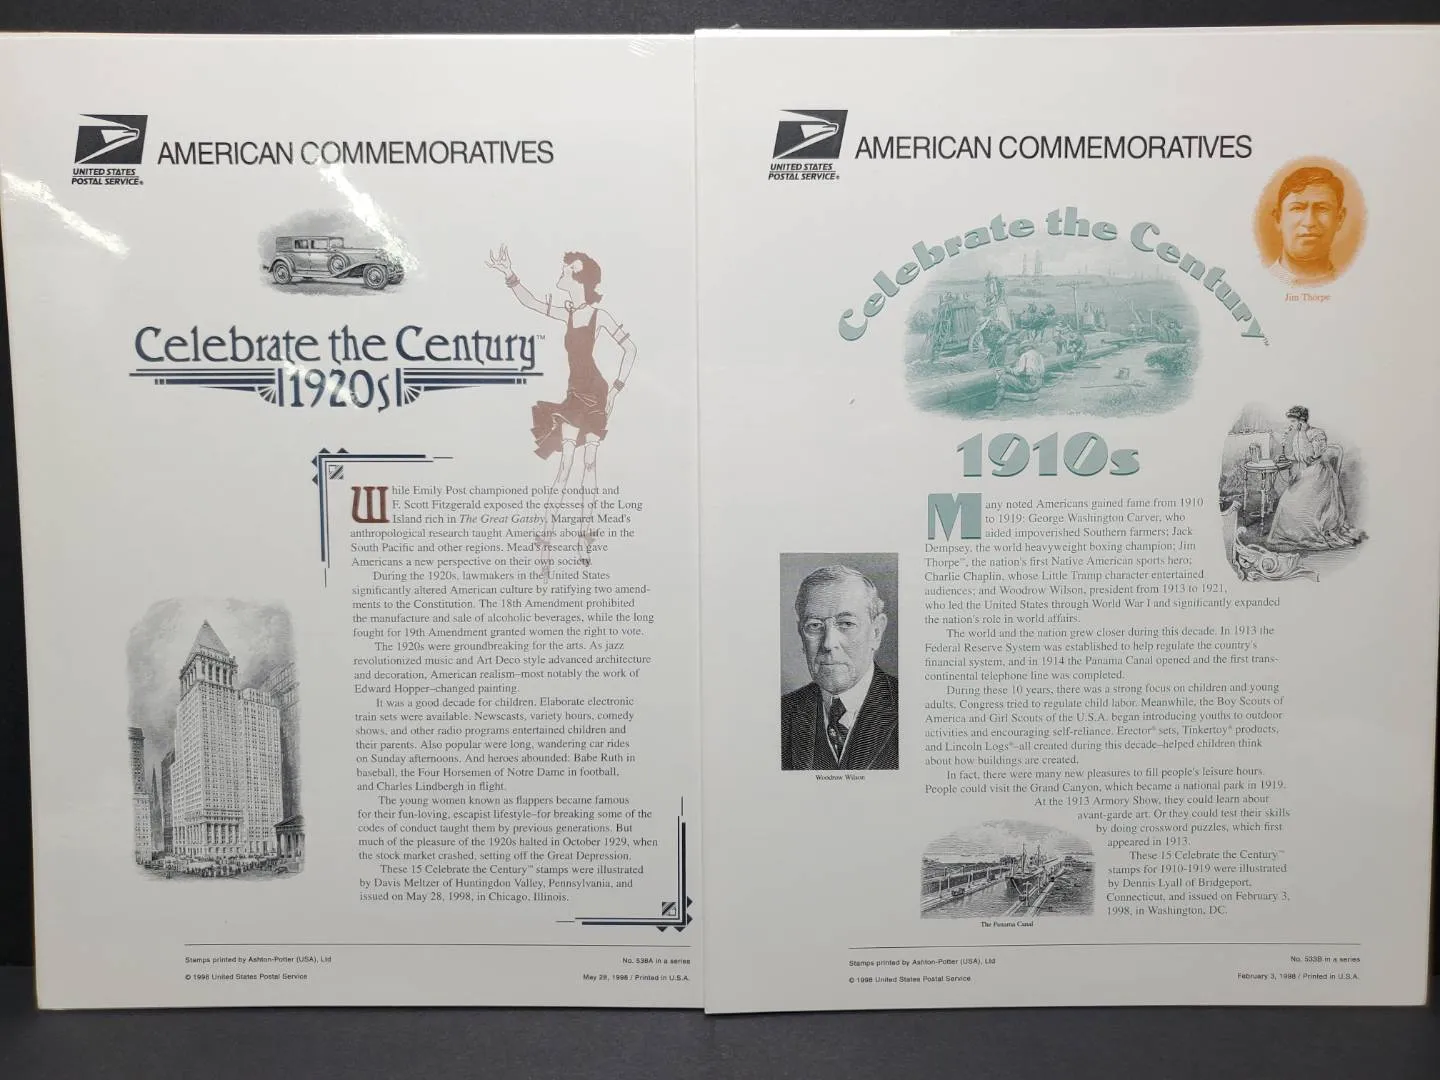 UNITED STATES
POSTAL SERVICE®
AMERICAN COMMEMORATIVES
Celebrate the Century™
1920s
While Emily Post championed polite conduct and
F. Scott Fitzgerald exposed the excesses of the Long
Island rich in The Great Gatsby, Margaret Mead's
anthropological research taught Americans about life in the
South Pacific and other regions. Mead's research gave
Americans a new perspective on their own society.
During the 1920s, lawmakers in the United States
significantly altered American culture by ratifying two amend-
ments to the Constitution. The 18th Amendment prohibited
the manufacture and sale of alcoholic beverages, while the long
fought for 19th Amendment granted women the right to vote.
The 1920s were groundbreaking for the arts. As jazz
revolutionized music and Art Deco style advanced architecture
and decoration, American realism–most notably the work of
Edward Hopper–changed painting.
It was a good decade for children. Elaborate electronic
train sets were available. Newscasts, variety hours, comedy
shows, and other radio programs entertained children and
their parents. Also popular were long, wandering car rides
on Sunday afternoons. And heroes abounded: Babe Ruth in
baseball, the Four Horsemen of Notre Dame in football,
and Charles Lindbergh in flight.
The young women known as flappers became famous
for their fun-loving, escapist lifestyle–for breaking some of the
codes of conduct taught them by previous generations. But
much of the pleasure of the 1920s halted in October 1929, when
the stock market crashed, setting off the Great Depression.
These 15 Celebrate the Century™ stamps were illustrated
by Davis Meltzer of Huntingdon Valley, Pennsylvania, and
issued on May 28, 1998, in Chicago, Illinois.
Stamps printed by Ashton-Potter (USA), Ltd
No. 538A in a series
© 1998 United States Postal Service
May 28, 1998 / Printed in U.S.A.
UNITED STATES
POSTAL SERVICE®
AMERICAN COMMEMORATIVES
Celebrate the Century™
Jim Thorpe
1910s
Many noted Americans gained fame from 1910
to 1919: George Washington Carver, who
aided impoverished Southern farmers; Jack
Dempsey, the world heavyweight boxing champion; Jim
Thorpe™, the nation's first Native American sports hero;
Charlie Chaplin, whose Little Tramp character entertained
audiences; and Woodrow Wilson, president from 1913 to 1921,
who led the United States through World War I and significantly expanded
the nation's role in world affairs.
The world and the nation grew closer during this decade. In 1913 the
Federal Reserve System was established to help regulate the country's
financial system, and in 1914 the Panama Canal opened and the first trans-
continental telephone line was completed.
During these 10 years, there was a strong focus on children and young
adults. Congress tried to regulate child labor. Meanwhile, the Boy Scouts of
America and Girl Scouts of the U.S.A. began introducing youths to outdoor
activities and encouraging self-reliance. Erector® sets, Tinkertoy® products,
and Lincoln Logs®–all created during this decade–helped children think
about how buildings are created.
In fact, there were many new pleasures to fill people's leisure hours.
People could visit the Grand Canyon, which became a national park in 1919.
At the 1913 Armory Show, they could learn about
avant-garde art. Or they could test their skills
by doing crossword puzzles, which first
appeared in 1913.
These 15 Celebrate the Century™
stamps for 1910-1919 were illustrated
by Dennis Lyall of Bridgeport,
Connecticut, and issued on February 3,
1998, in Washington, DC.
Woodrow Wilson
The Panama Canal
Stamps printed by Ashton-Potter (USA), Ltd
No. 533B in a series
© 1998 United States Postal Service
February 3, 1998 / Printed in U.S.A.